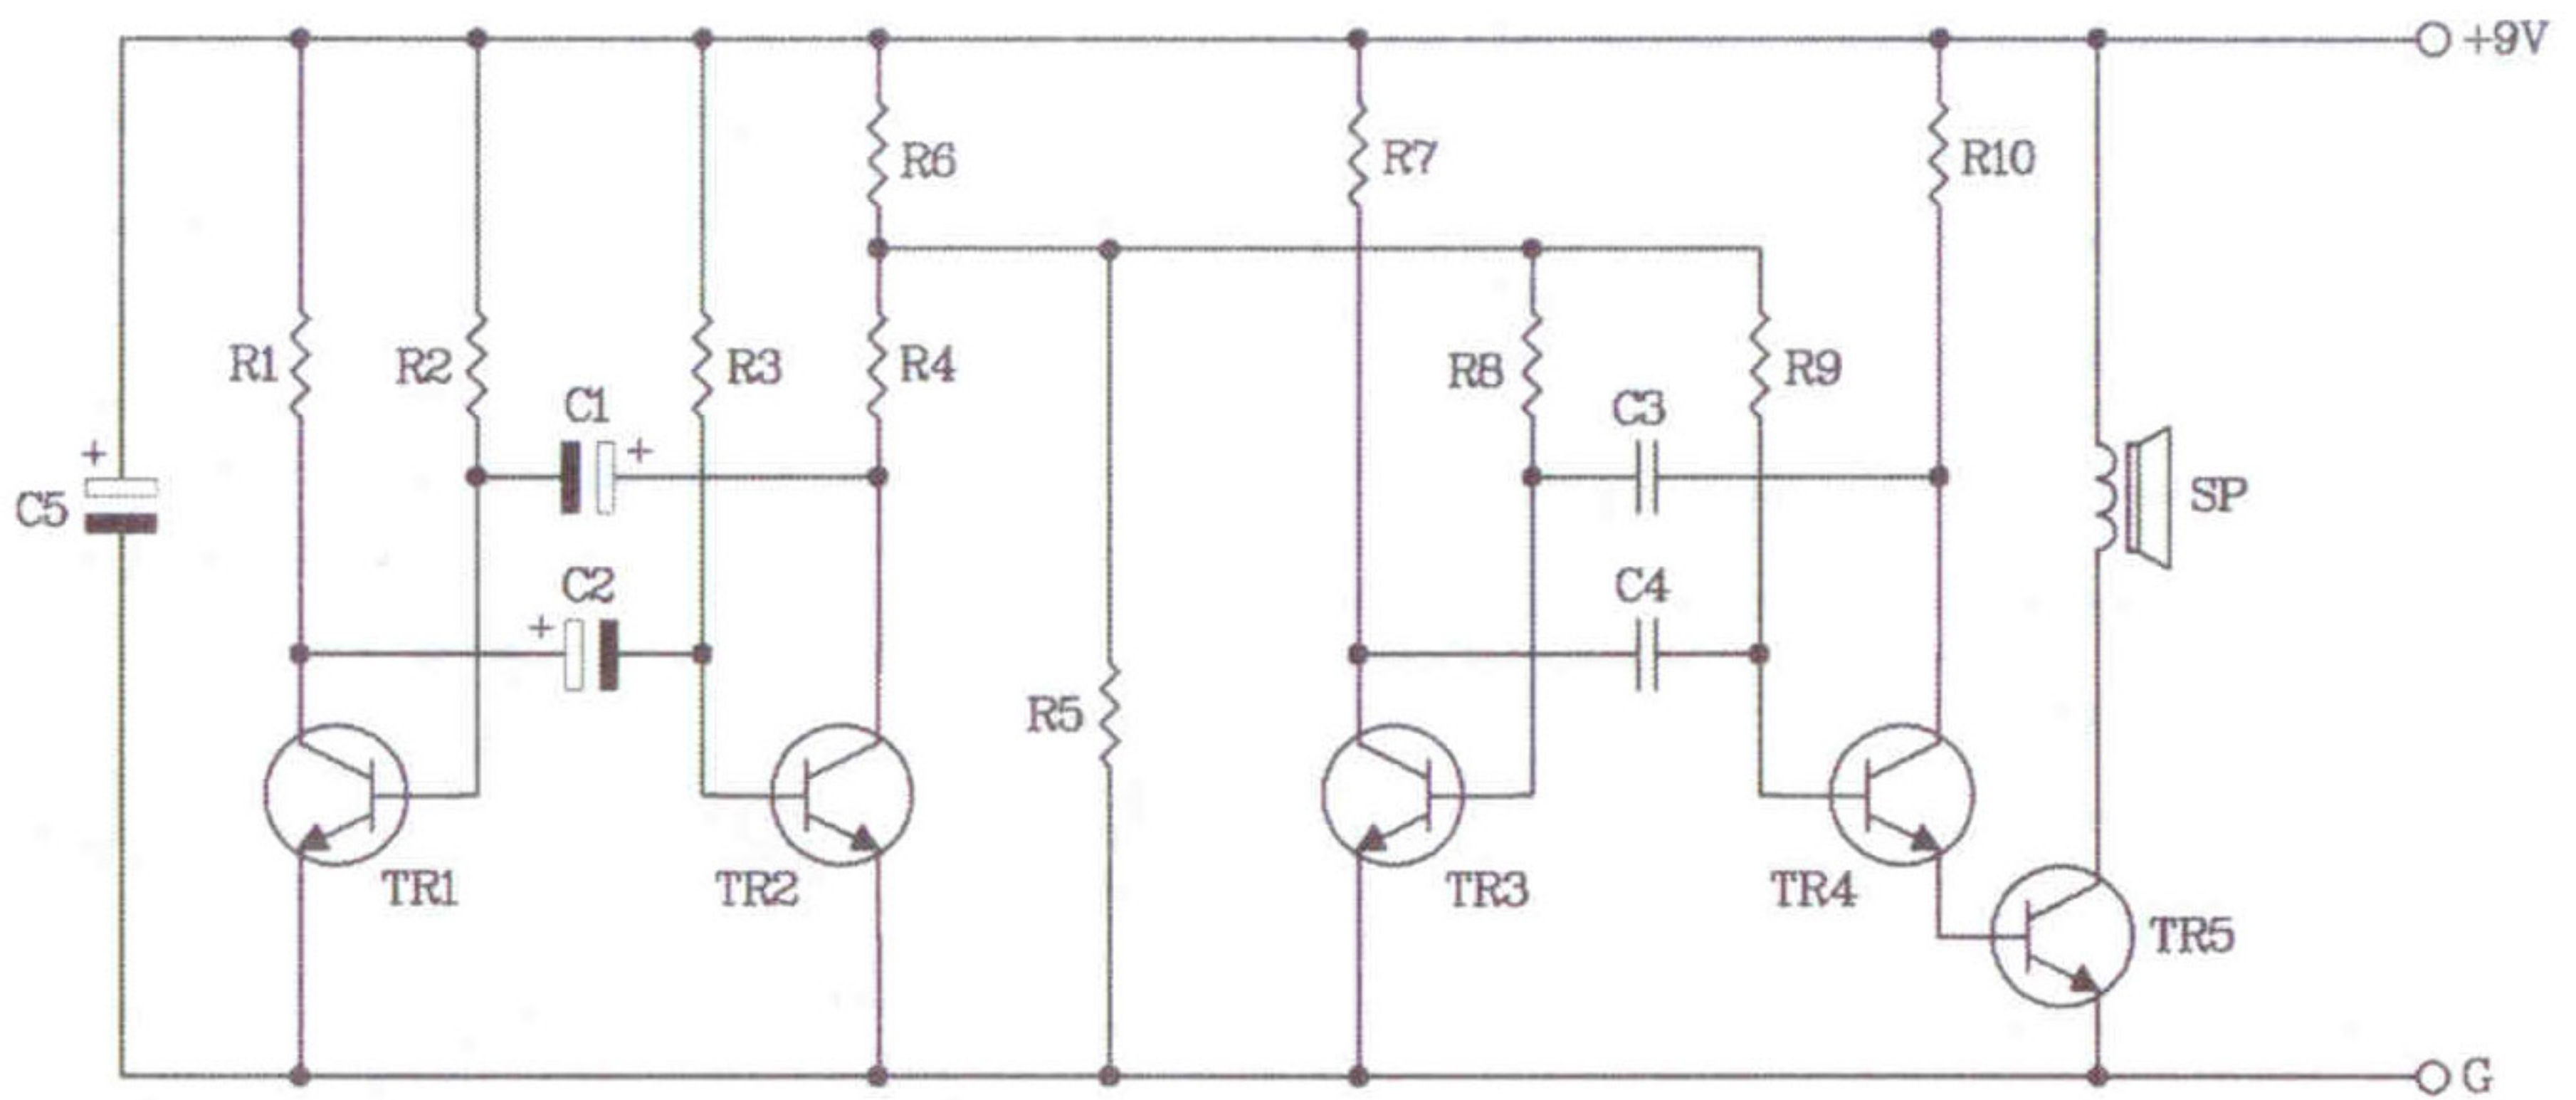 +9V
R6
R7
R10
R1
R2
C1
+
R3
R4
R8
C3
R9
+
C5
SP
C2
+
C4
R5
TR1
TR2
TR3
TR4
TR5
G